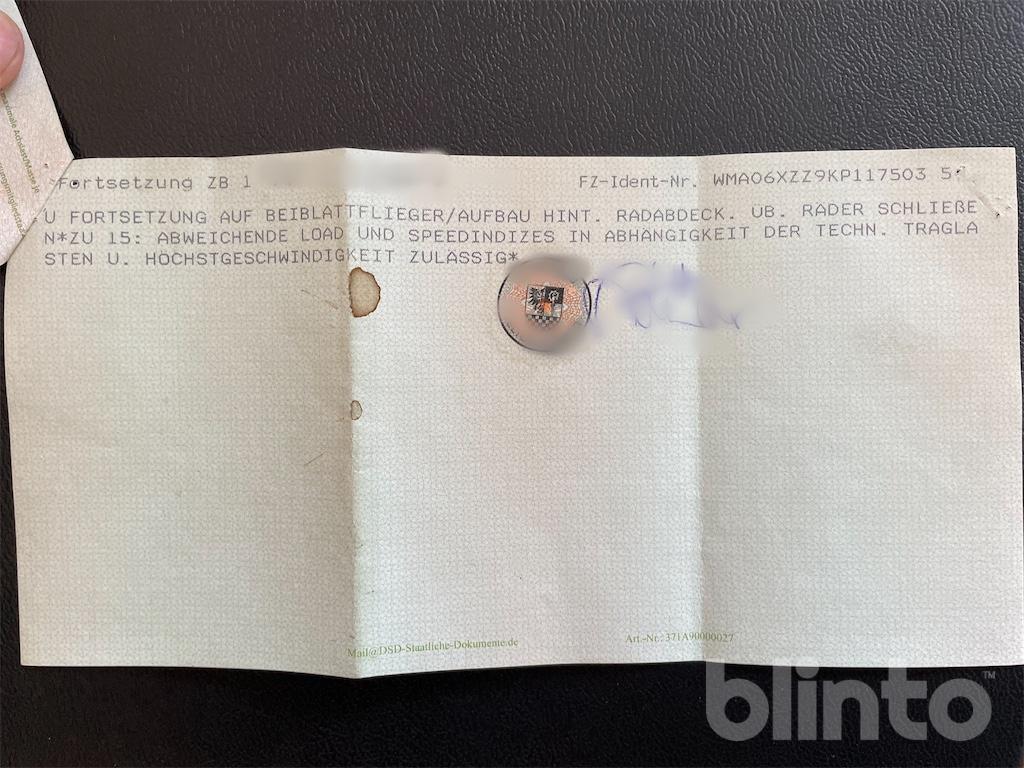 Fortsetzung ZB 1
FZ-Ident-Nr. WMA06XZZ9KP117503 5
U FORTSETZUNG AUF BEIBLATTFLIEGER/AUFBAU HINT. RADABDECK. ÜB. RÄDER SCHLIEßE
N*ZU 15: ABWEICHENDE LOAD UND SPEEDINDIZES IN ABHÄNGIGKEIT DER TECHN. TRAGLA
STEN U. HÖCHSTGESCHWINDIGKEIT ZULÄSSIG*
Mail@DSD-Staatliche-Dokumente.de
Art.-Nr.: 371A90000027
blinto™